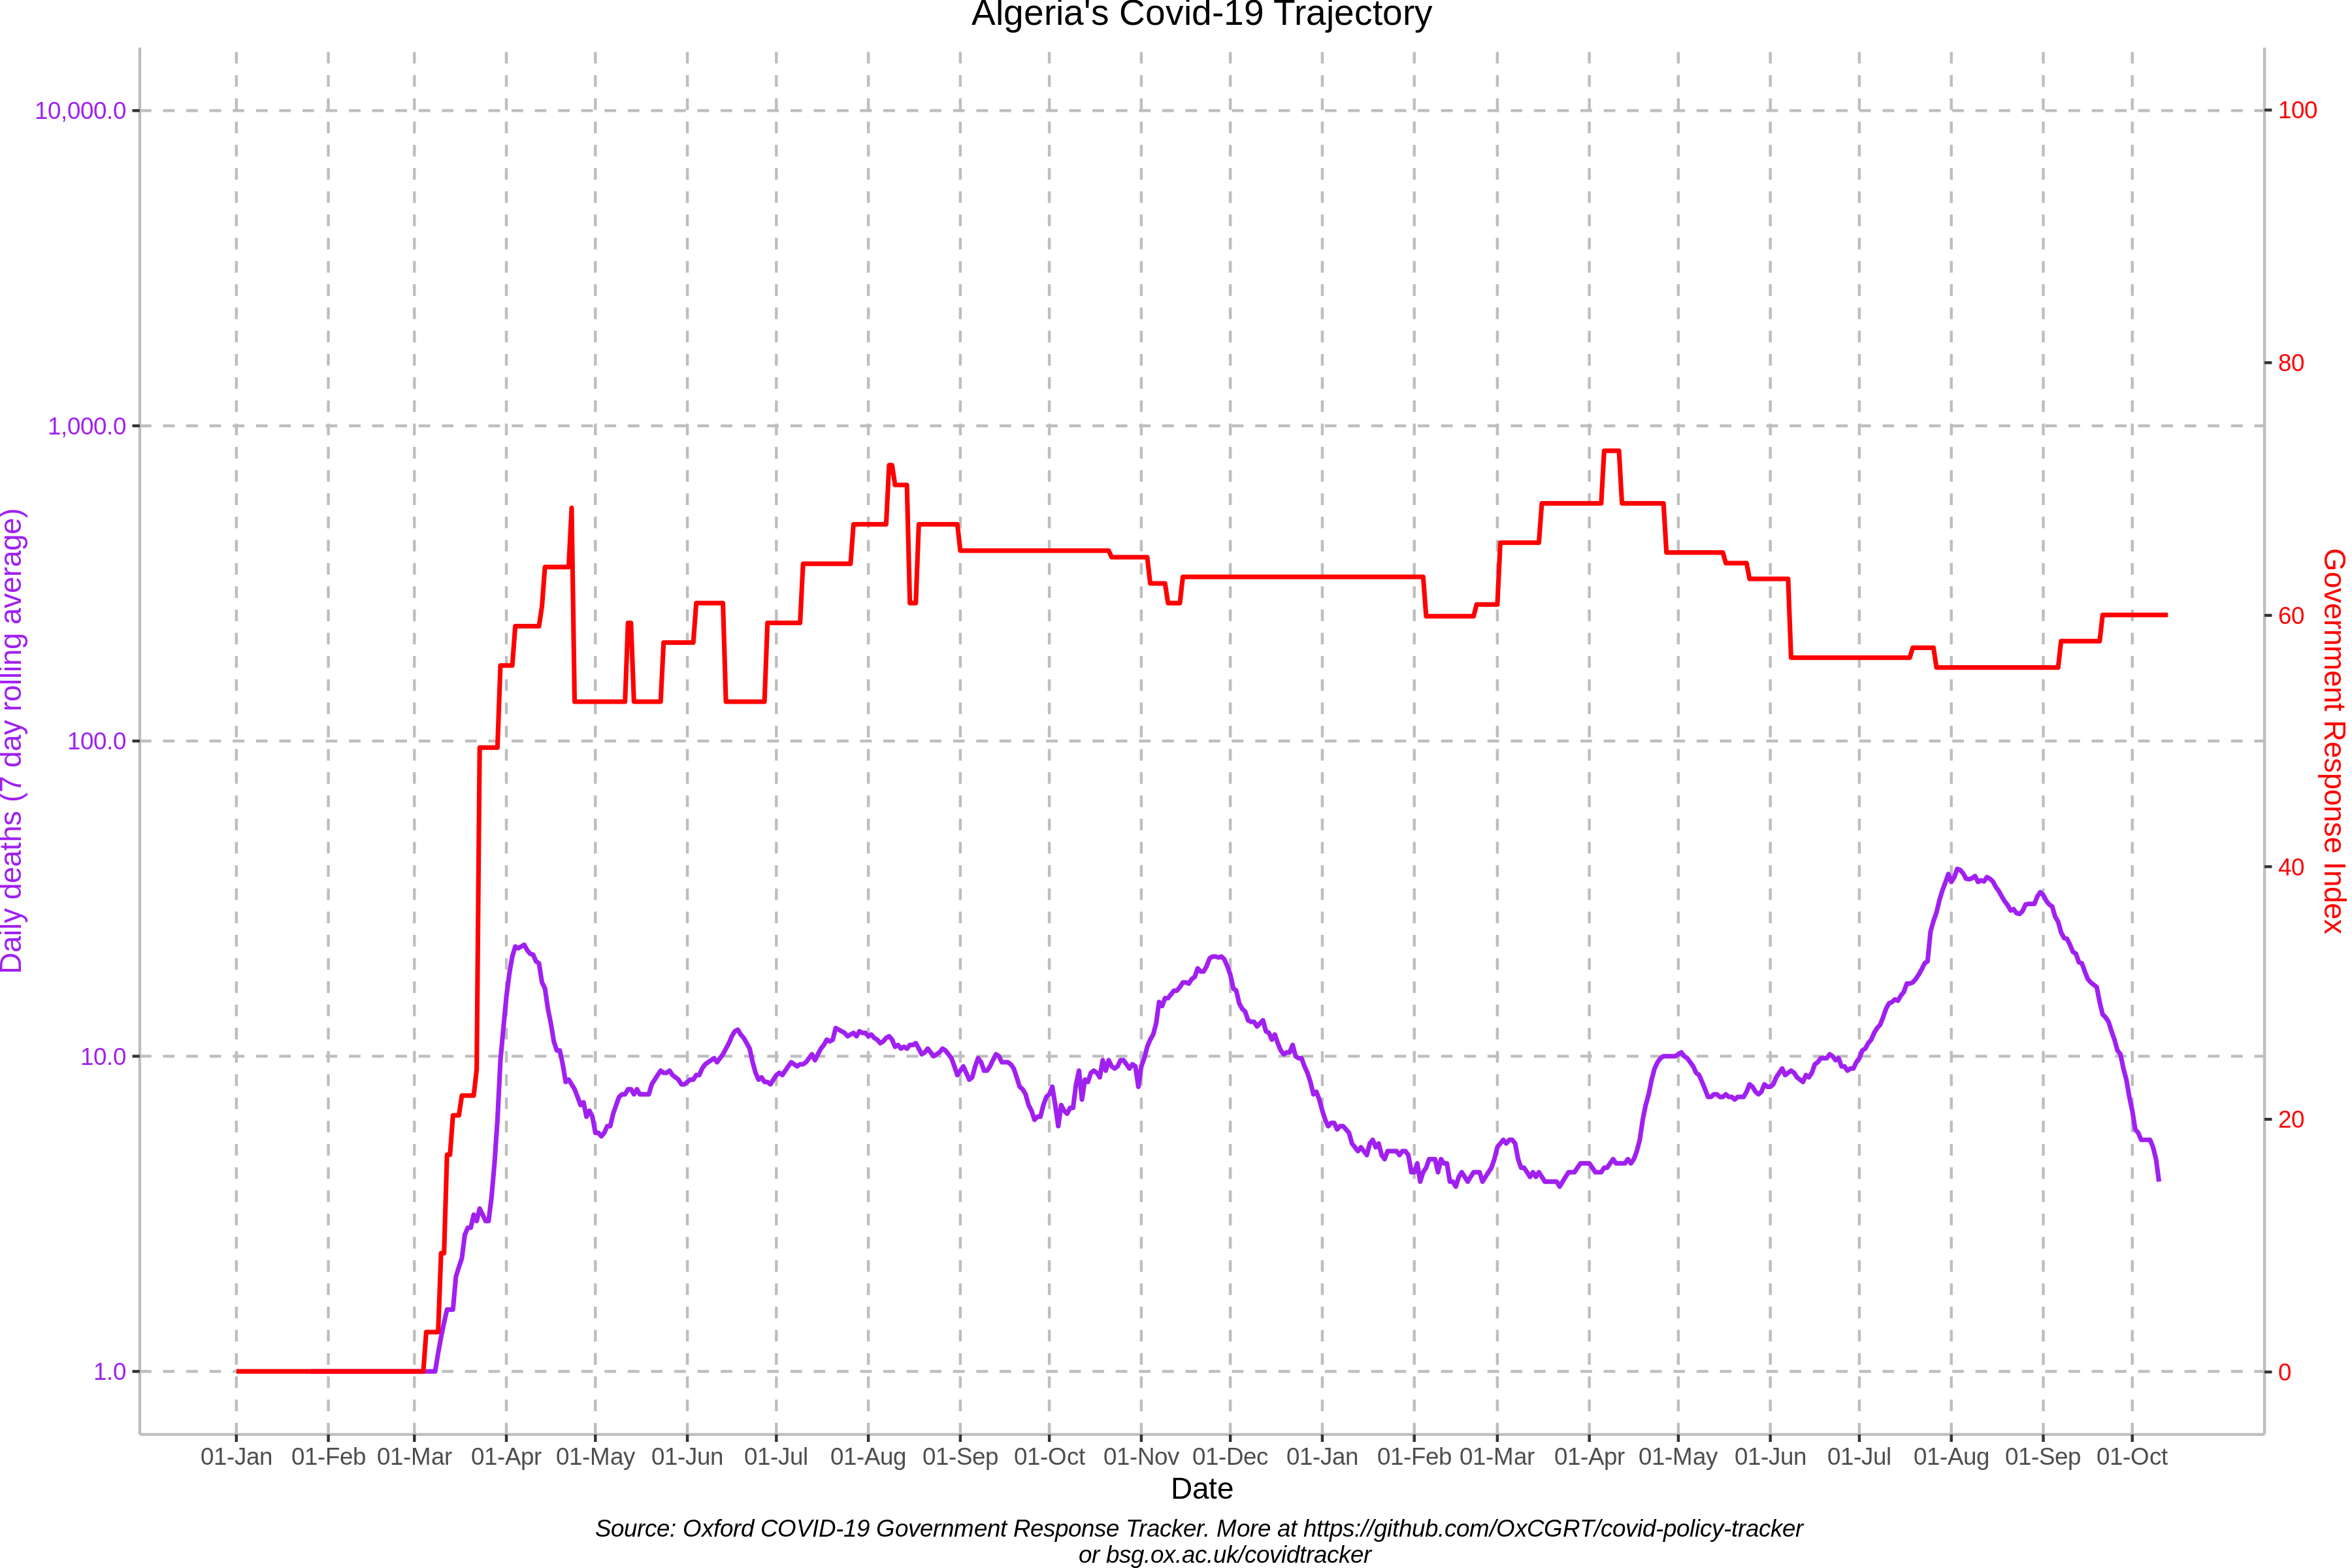 Algeria's Covid-19 Trajectory
Daily deaths (7 day rolling average)
10,000.0
1,000.0
100.0
10.0
1.0
100
80
60
40
20
0
Government Response Index
01-Jan 01-Feb 01-Mar 01-Apr 01-May 01-Jun 01-Jul 01-Aug 01-Sep 01-Oct 01-Nov 01-Dec 01-Jan 01-Feb 01-Mar 01-Apr 01-May 01-Jun 01-Jul 01-Aug 01-Sep 01-Oct
Date
Source: Oxford COVID-19 Government Response Tracker. More at https://github.com/OxCGRT/covid-policy-tracker
or bsg.ox.ac.uk/covidtracker